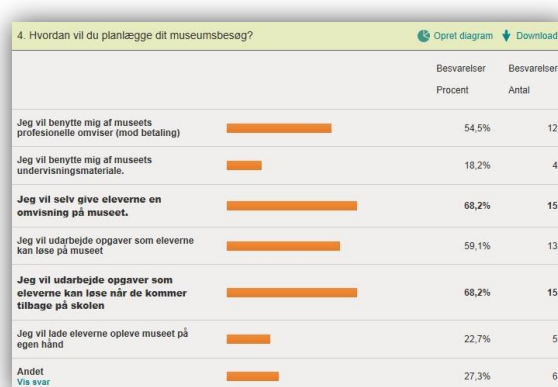 4. Hvordan vil du planlægge dit museumsbesøg?
Opret diagram
Download
Besvarelser
Procent
Besvarelser
Antal
Jeg vil benytte mig af museets
profesionelle omviser (mod betaling)
54,5%
12
Jeg vil benytte mig af museets
undervisningsmateriale.
18,2%
4
Jeg vil selv give eleverne en
omvisning på museet.
68,2%
15
Jeg vil udarbejde opgaver som eleverne
kan løse på museet
59,1%
13
Jeg vil udarbejde opgaver som
eleverne kan løse når de kommer
tilbage på skolen
68,2%
15
Jeg vil lade eleverne opleve museet på
egen hånd
22,7%
5
Andet
Vis svar
27,3%
6